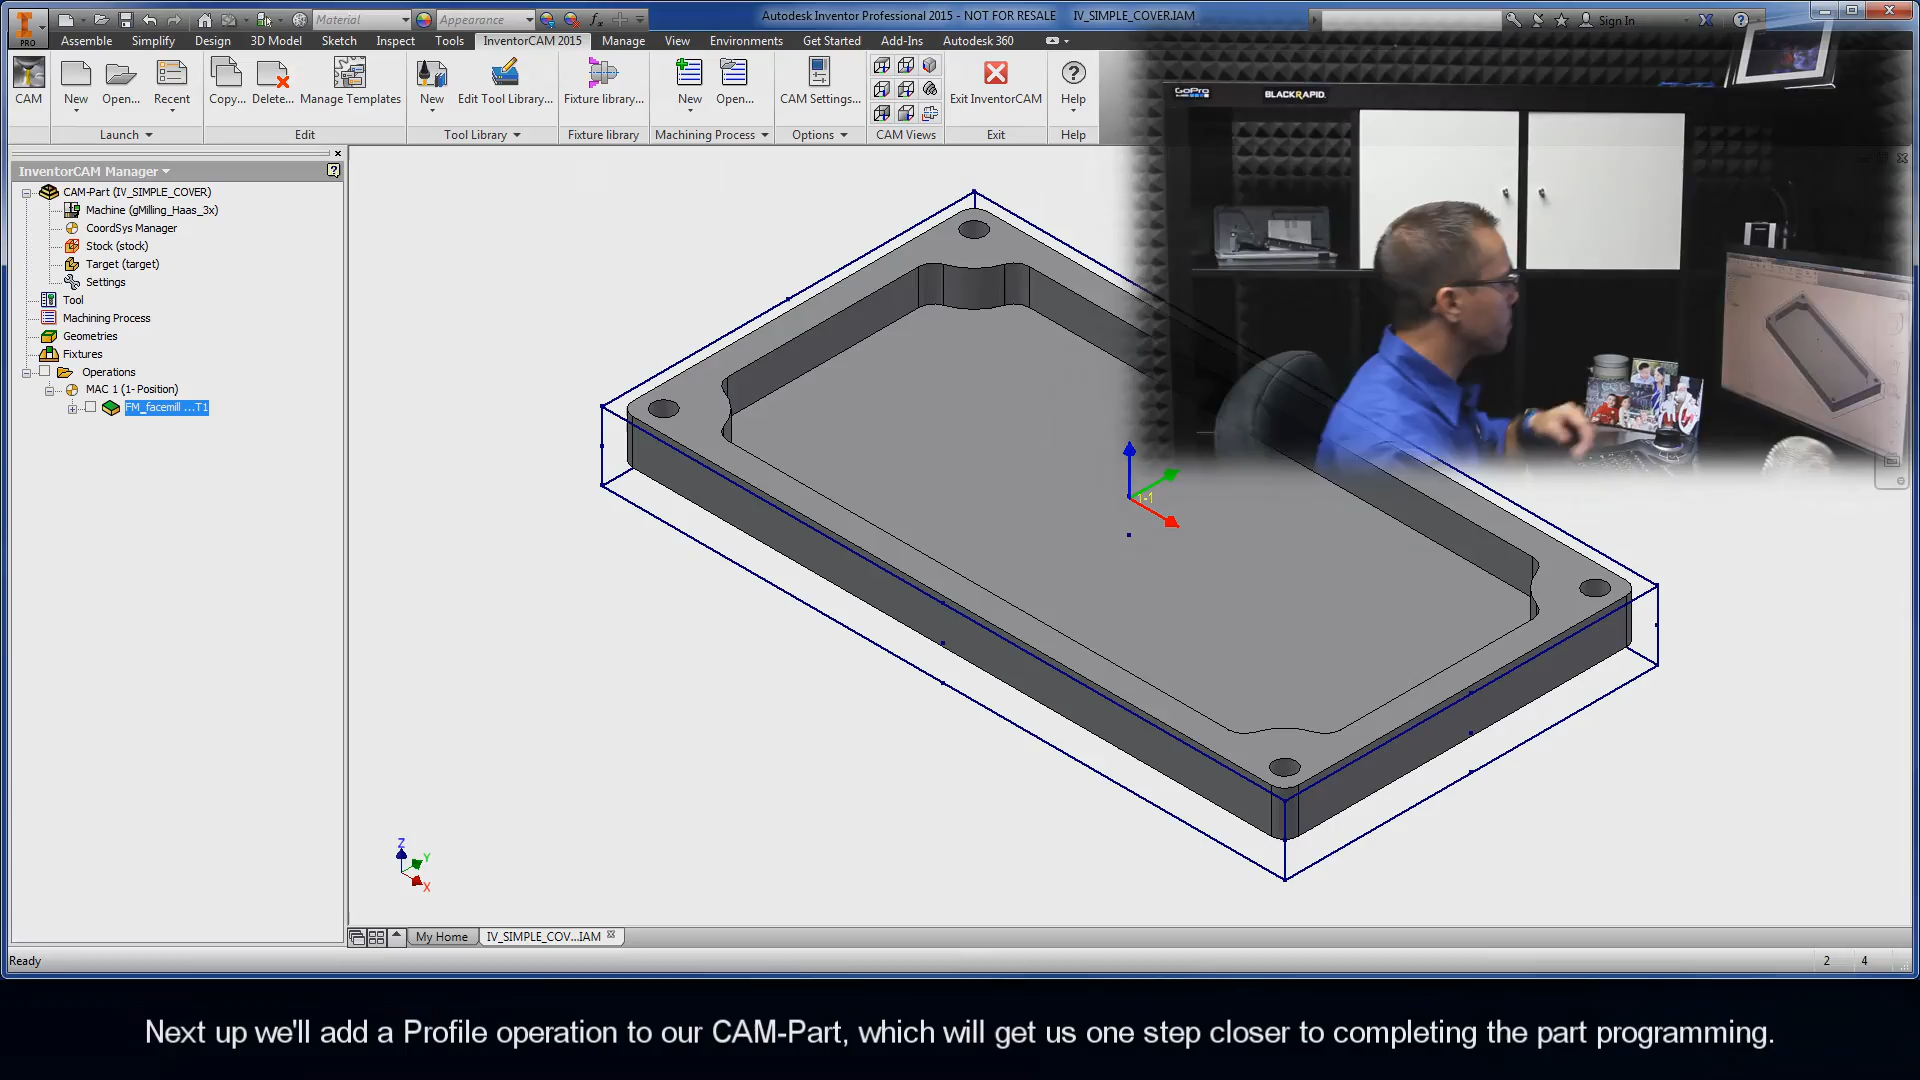 Material
Appearance
Autodesk Inventor Professional 2015 - NOT FOR RESALE IV_SIMPLE_COVER.IAM
Sign In
PRO
Assemble Simplify Design 3D Model Sketch Inspect Tools InventorCAM 2015 Manage View Environments Get Started Add-Ins Autodesk 360
CAM New Open... Recent Copy... Delete... Manage Templates New Edit Tool Library... Fixture library... New Open... CAM Settings... Exit InventorCAM Help
Launch Edit Tool Library Fixture library Machining Process Options CAM Views Exit Help
GoPro
BLACKRAPID.
InventorCAM Manager
CAM-Part (IV_SIMPLE_COVER)
Machine (gMilling_Haas_3x)
CoordSys Manager
Stock (stock)
Target (target)
Settings
Tool
Machining Process
Geometries
Fixtures
Operations
MAC 1 (1- Position)
FM_facemill ...T1
1-1
Z
Y
X
My Home IV_SIMPLE_COV...IAM
Ready
2 4
Next up we'll add a Profile operation to our CAM-Part, which will get us one step closer to completing the part programming.